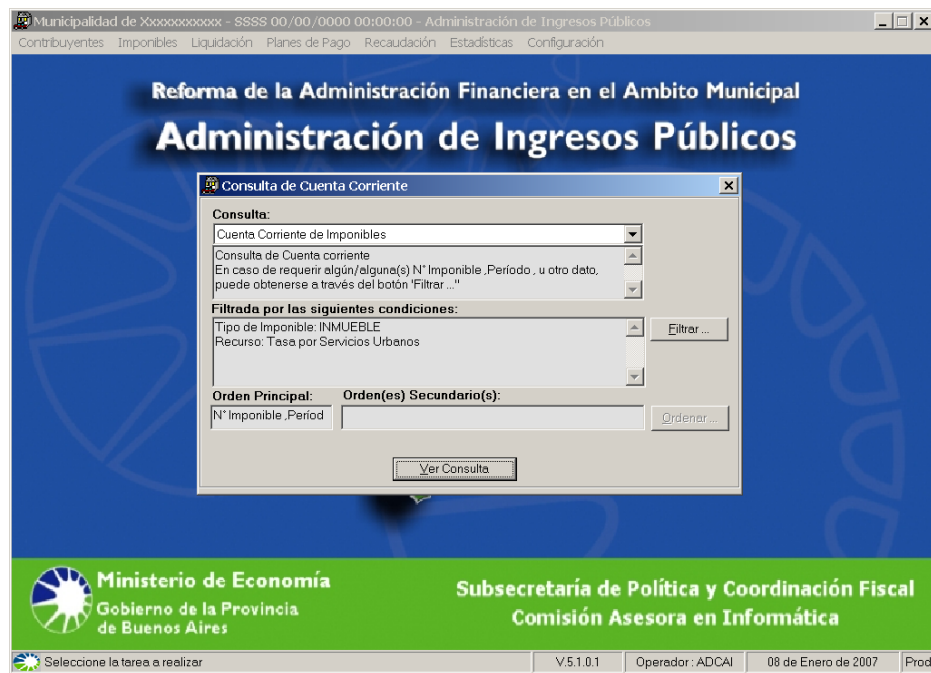 Municipalidad de Xxxxxxxxxxx - SSSS 00/00/0000 00:00:00 - Administración de Ingresos Públicos
Contribuyentes Imponibles Liquidación Planes de Pago Recaudación Estadísticas Configuración
Reforma de la Administración Financiera en el Ambito Municipal
Administración de Ingresos Públicos
Consulta de Cuenta Corriente
Consulta:
Cuenta Corriente de Imponibles
Consulta de Cuenta corriente
En caso de requerir algún/alguna(s) N° Imponible ,Período , u otro dato,
puede obtenerse a través del botón 'Filtrar ...''
Filtrada por las siguientes condiciones:
Tipo de Imponible: INMUEBLE
Recurso: Tasa por Servicios Urbanos
Filtrar ...
Orden Principal: Orden(es) Secundario(s):
N° Imponible ,Períod
Ordenar ...
Ver Consulta
Ministerio de Economía
Gobierno de la Provincia
de Buenos Aires
Subsecretaría de Política y Coordinación Fiscal
Comisión Asesora en Informática
Seleccione la tarea a realizar V.5.1.0.1 Operador : ADCAI 08 de Enero de 2007 Prod